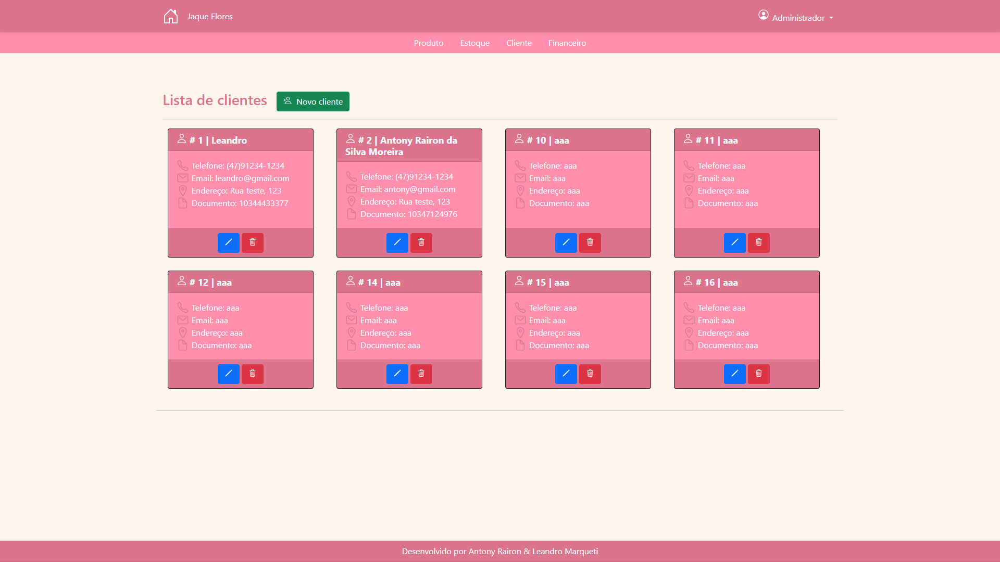 Jaque Flores
Administrador
Produto Estoque Cliente Financeiro
Lista de clientes
Novo cliente
# 1 | Leandro
Telefone: (47)91234-1234
Email: leandro@gmail.com
Endereço: Rua teste, 123
Documento: 10344433377
# 2 | Antony Rairon da
Silva Moreira
Telefone: (47)91234-1234
Email: antony@gmail.com
Endereço: Rua teste, 123
Documento: 10347124976
# 10 | aaa
Telefone: aaa
Email: aaa
Endereço: aaa
Documento: aaa
# 11 | aaa
Telefone: aaa
Email: aaa
Endereço: aaa
Documento: aaa
# 12 | aaa
Telefone: aaa
Email: aaa
Endereço: aaa
Documento: aaa
# 14 | aaa
Telefone: aaa
Email: aaa
Endereço: aaa
Documento: aaa
# 15 | aaa
Telefone: aaa
Email: aaa
Endereço: aaa
Documento: aaa
# 16 | aaa
Telefone: aaa
Email: aaa
Endereço: aaa
Documento: aaa
Desenvolvido por Antony Rairon & Leandro Marqueti